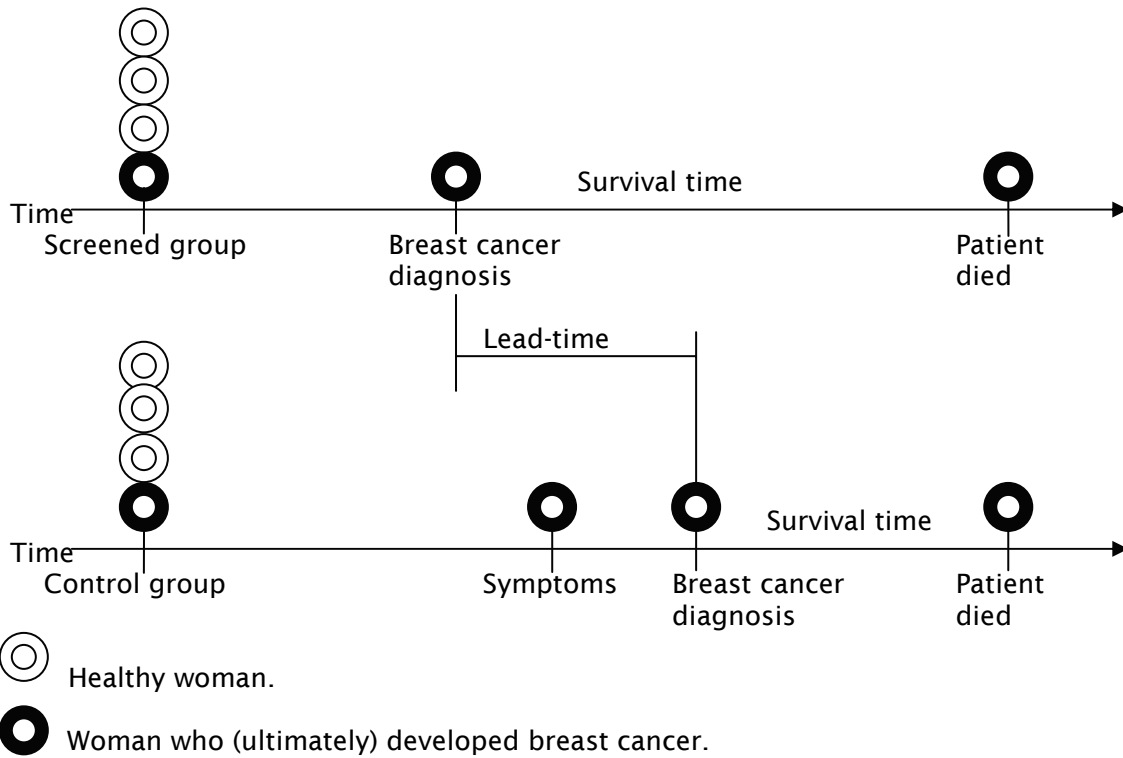 Survival time
Time
Screened group
Breast cancer
diagnosis
Patient
died
Lead-time
Survival time
Time
Control group
Symptoms
Breast cancer
diagnosis
Patient
died
Healthy woman.
Woman who (ultimately) developed breast cancer.